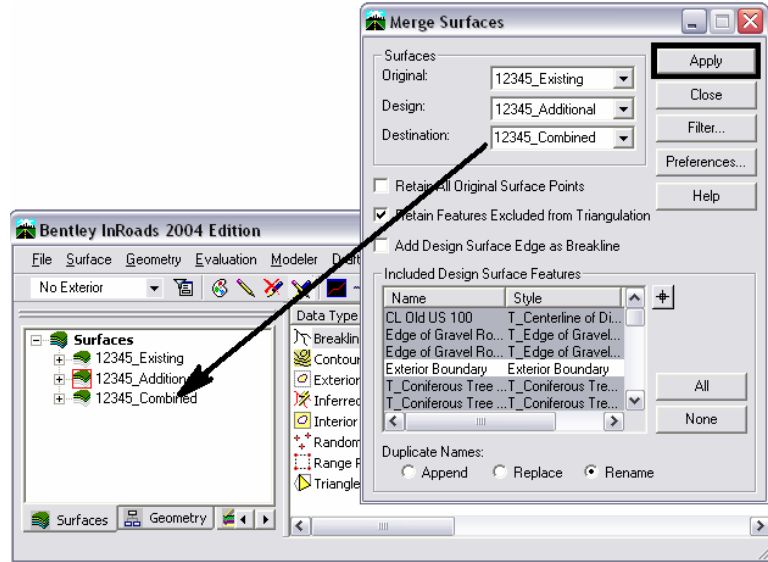 Merge Surfaces
Surfaces
Original: 12345_Existing
Design: 12345_Additional
Destination: 12345_Combined
Apply
Close
Filter...
Preferences...
Help
Retain All Original Surface Points
Retain Features Excluded from Triangulation
Add Design Surface Edge as Breakline
Included Design Surface Features
Name Style
CL Old US 100 T_Centerline of Di...
Edge of Gravel Ro... T_Edge of Gravel...
Edge of Gravel Ro... T_Edge of Gravel...
Exterior Boundary Exterior Boundary
T_Coniferous Tree ... T_Coniferous Tre...
T_Coniferous Tree ... T_Coniferous Tre...
All
None
Duplicate Names:
Append Replace Rename
Bentley InRoads 2004 Edition
File Surface Geometry Evaluation Modeler Draft
No Exterior
Data Type
Surfaces
12345_Existing
12345_Additional
12345_Combined
Breaklin
Contour
Exterior
Inferred
Interior
Random
Range P
Triangle
Surfaces Geometry